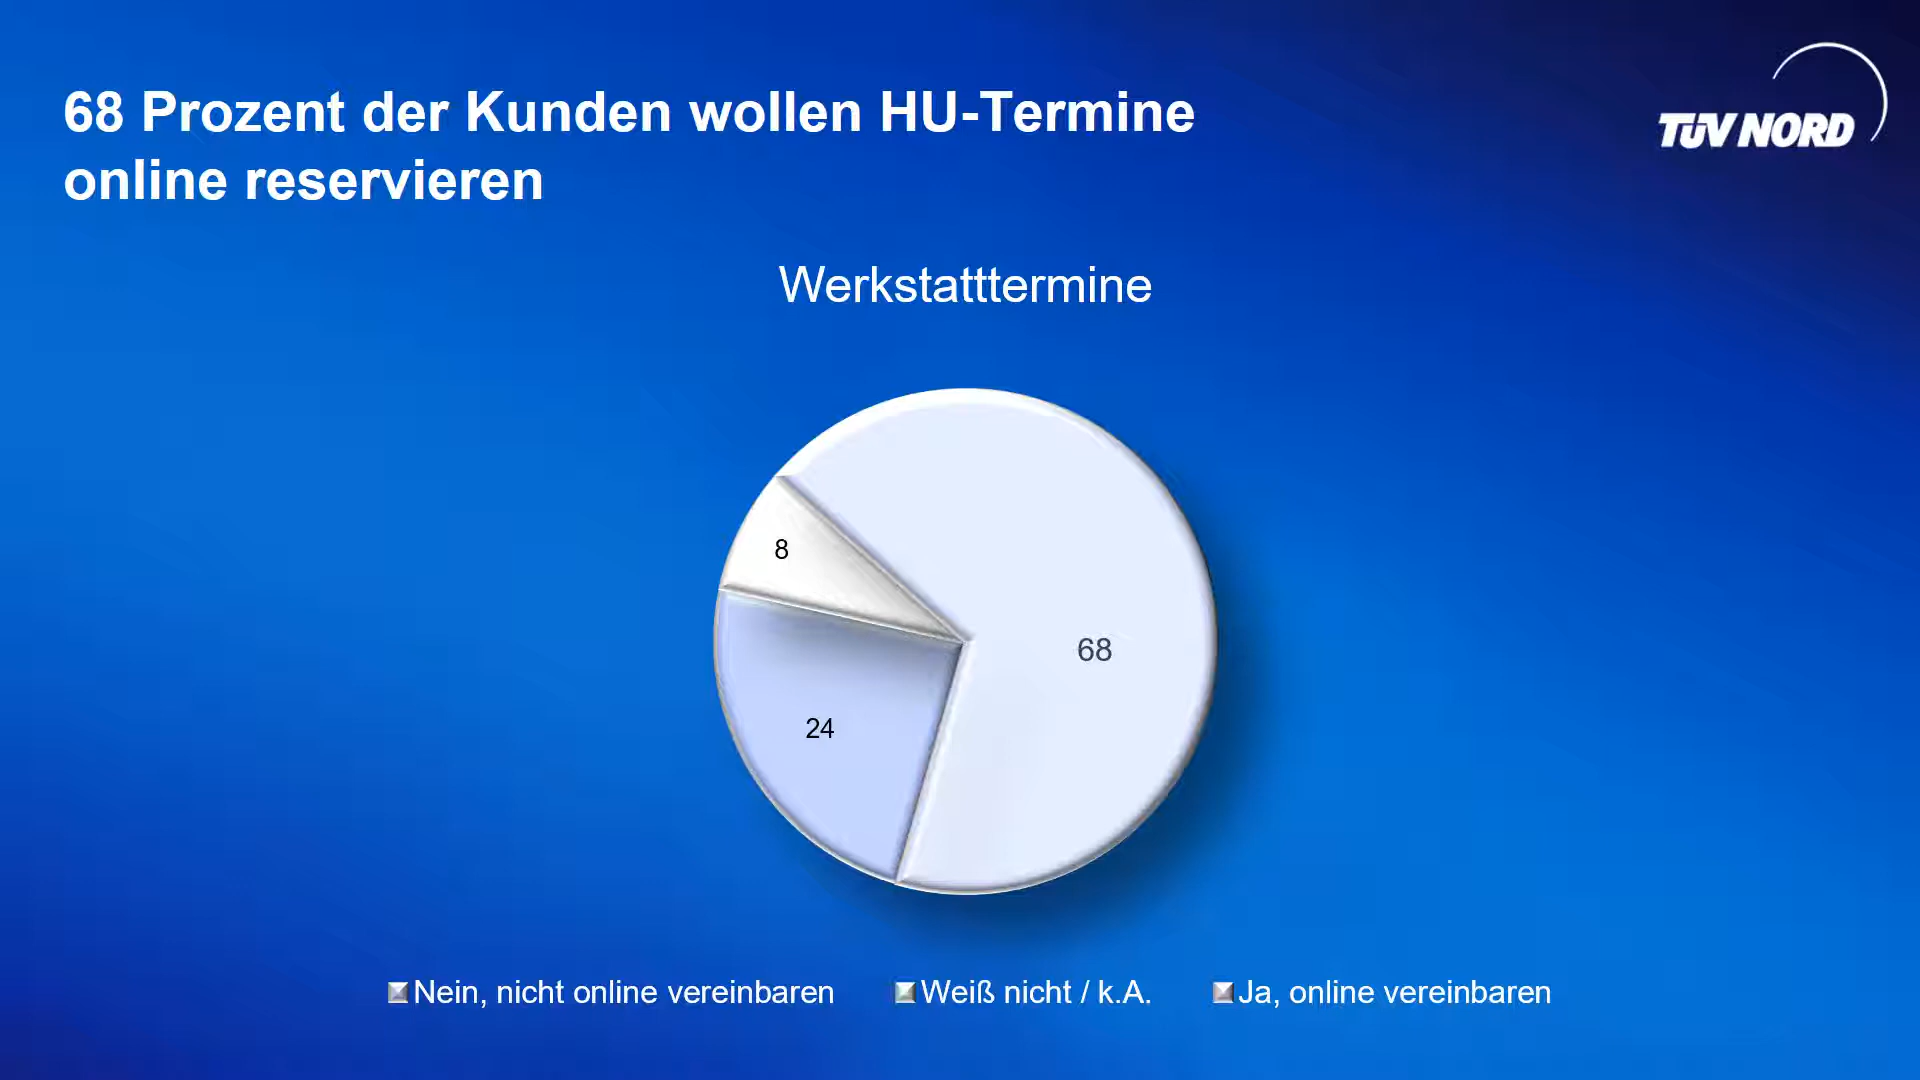 68 Prozent der Kunden wollen HU-Termine
online reservieren
TÜV NORD
Werkstatttermine
8
68
24
Nein, nicht online vereinbaren
Weiß nicht / k.A.
Ja, online vereinbaren